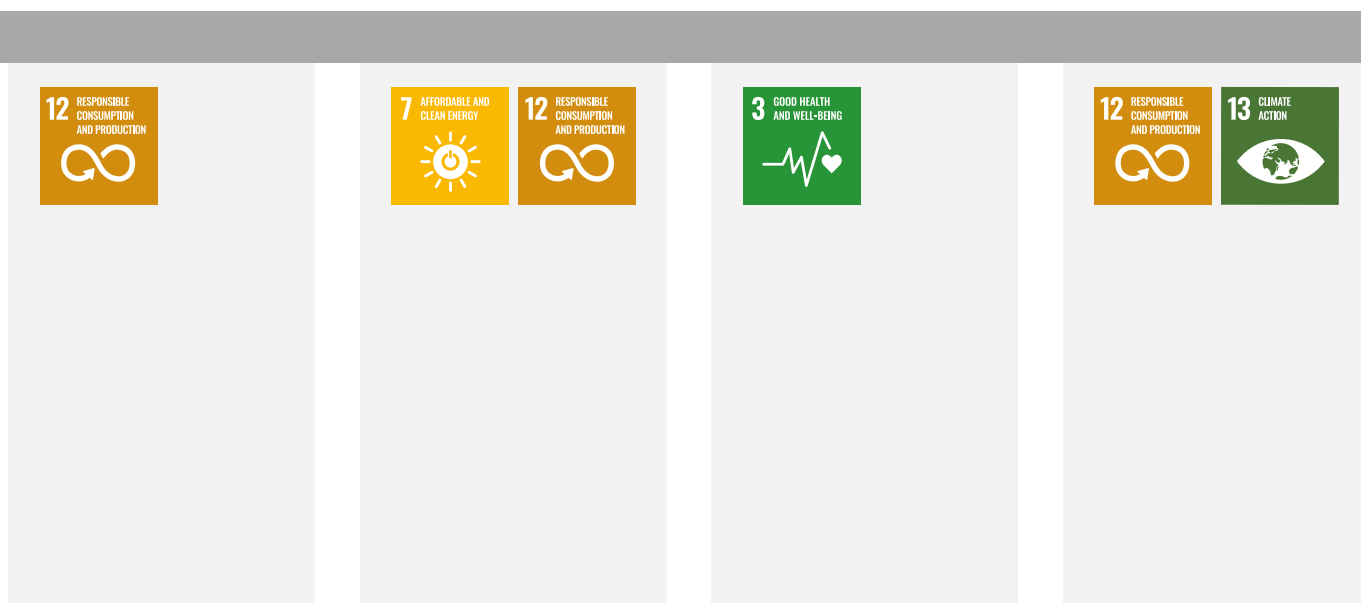 12 RESPONSIBLE
CONSUMPTION
AND PRODUCTION
7 AFFORDABLE AND
CLEAN ENERGY
12 RESPONSIBLE
CONSUMPTION
AND PRODUCTION
3 GOOD HEALTH
AND WELL-BEING
12 RESPONSIBLE
CONSUMPTION
AND PRODUCTION
13 CLIMATE
ACTION